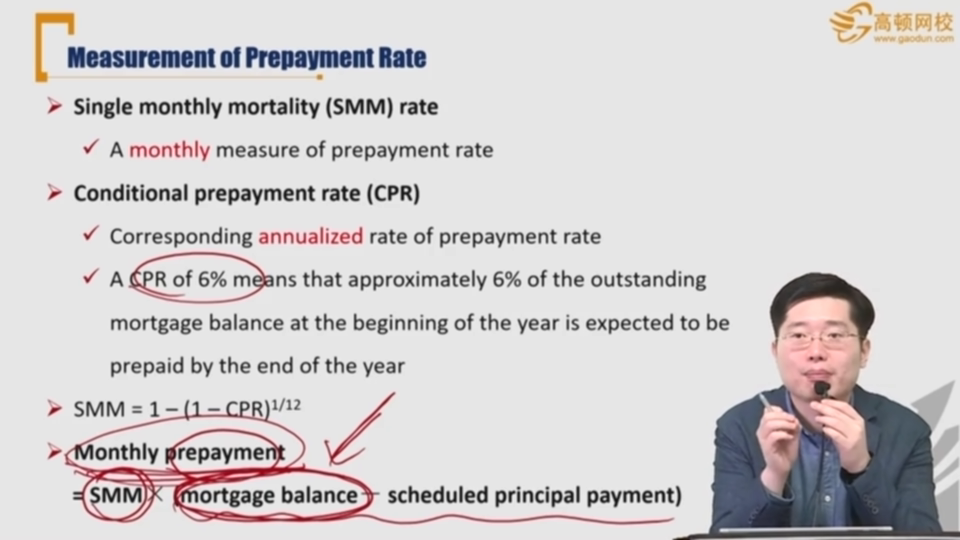 高顿网校
www.gaodun.com
Measurement of Prepayment Rate
Single monthly mortality (SMM) rate
A monthly measure of prepayment rate
Conditional prepayment rate (CPR)
Corresponding annualized rate of prepayment rate
A CPR of 6% means that approximately 6% of the outstanding
mortgage balance at the beginning of the year is expected to be
prepaid by the end of the year
SMM = 1 – (1 – CPR)^1/12
Monthly prepayment
= SMM × (mortgage balance – scheduled principal payment)